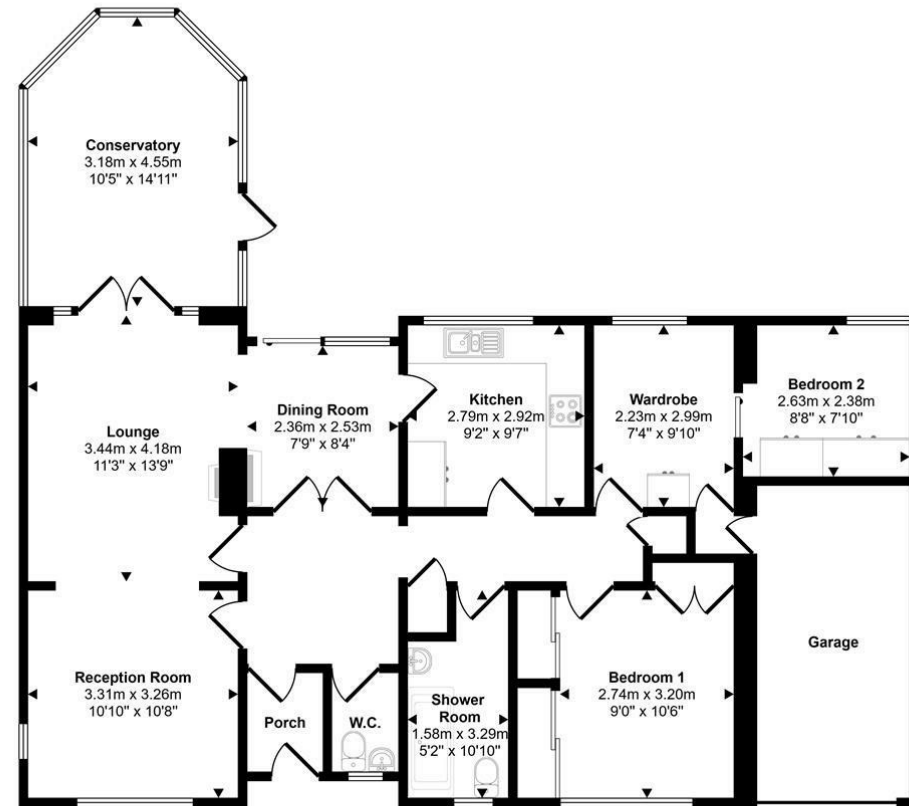 Conservatory
3.18m x 4.55m
10'5" x 14'11"
Lounge
3.44m x 4.18m
11'3" x 13'9"
Dining Room
2.36m x 2.53m
7'9" x 8'4"
Kitchen
2.79m x 2.92m
9'2" x 9'7"
Wardrobe
2.23m x 2.99m
7'4" x 9'10"
Bedroom 2
2.63m x 2.38m
8'8" x 7'10"
Reception Room
3.31m x 3.26m
10'10" x 10'8"
Porch
W.C.
Shower
Room
1.58m x 3.29m
5'2" x 10'10"
Bedroom 1
2.74m x 3.20m
9'0" x 10'6"
Garage